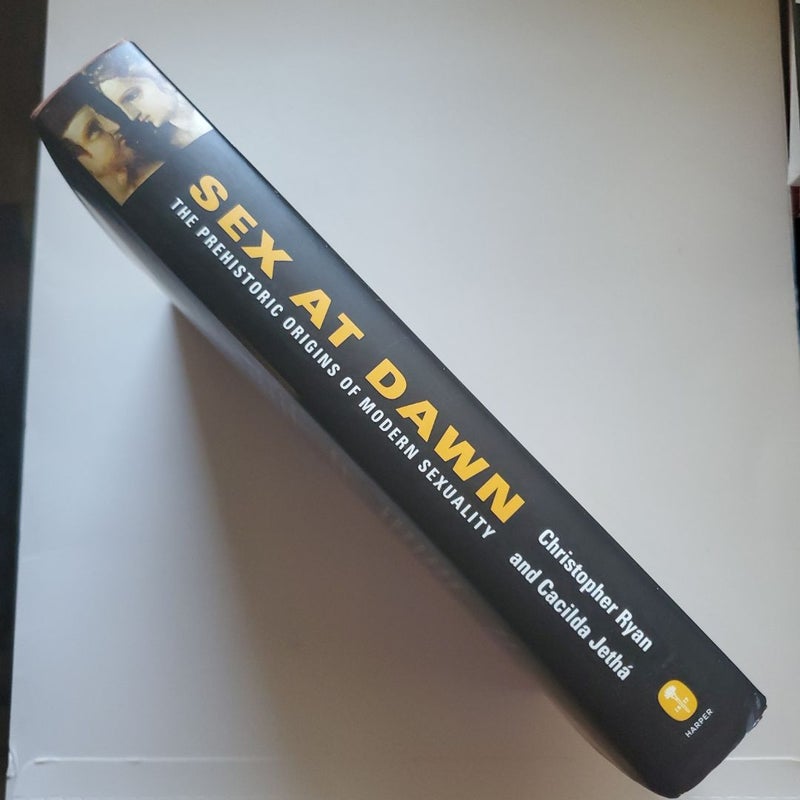 SEX AT DAWN
THE PREHISTORIC ORIGINS OF MODERN SEXUALITY
Christopher Ryan
and Cacilda Jethá
HARPER